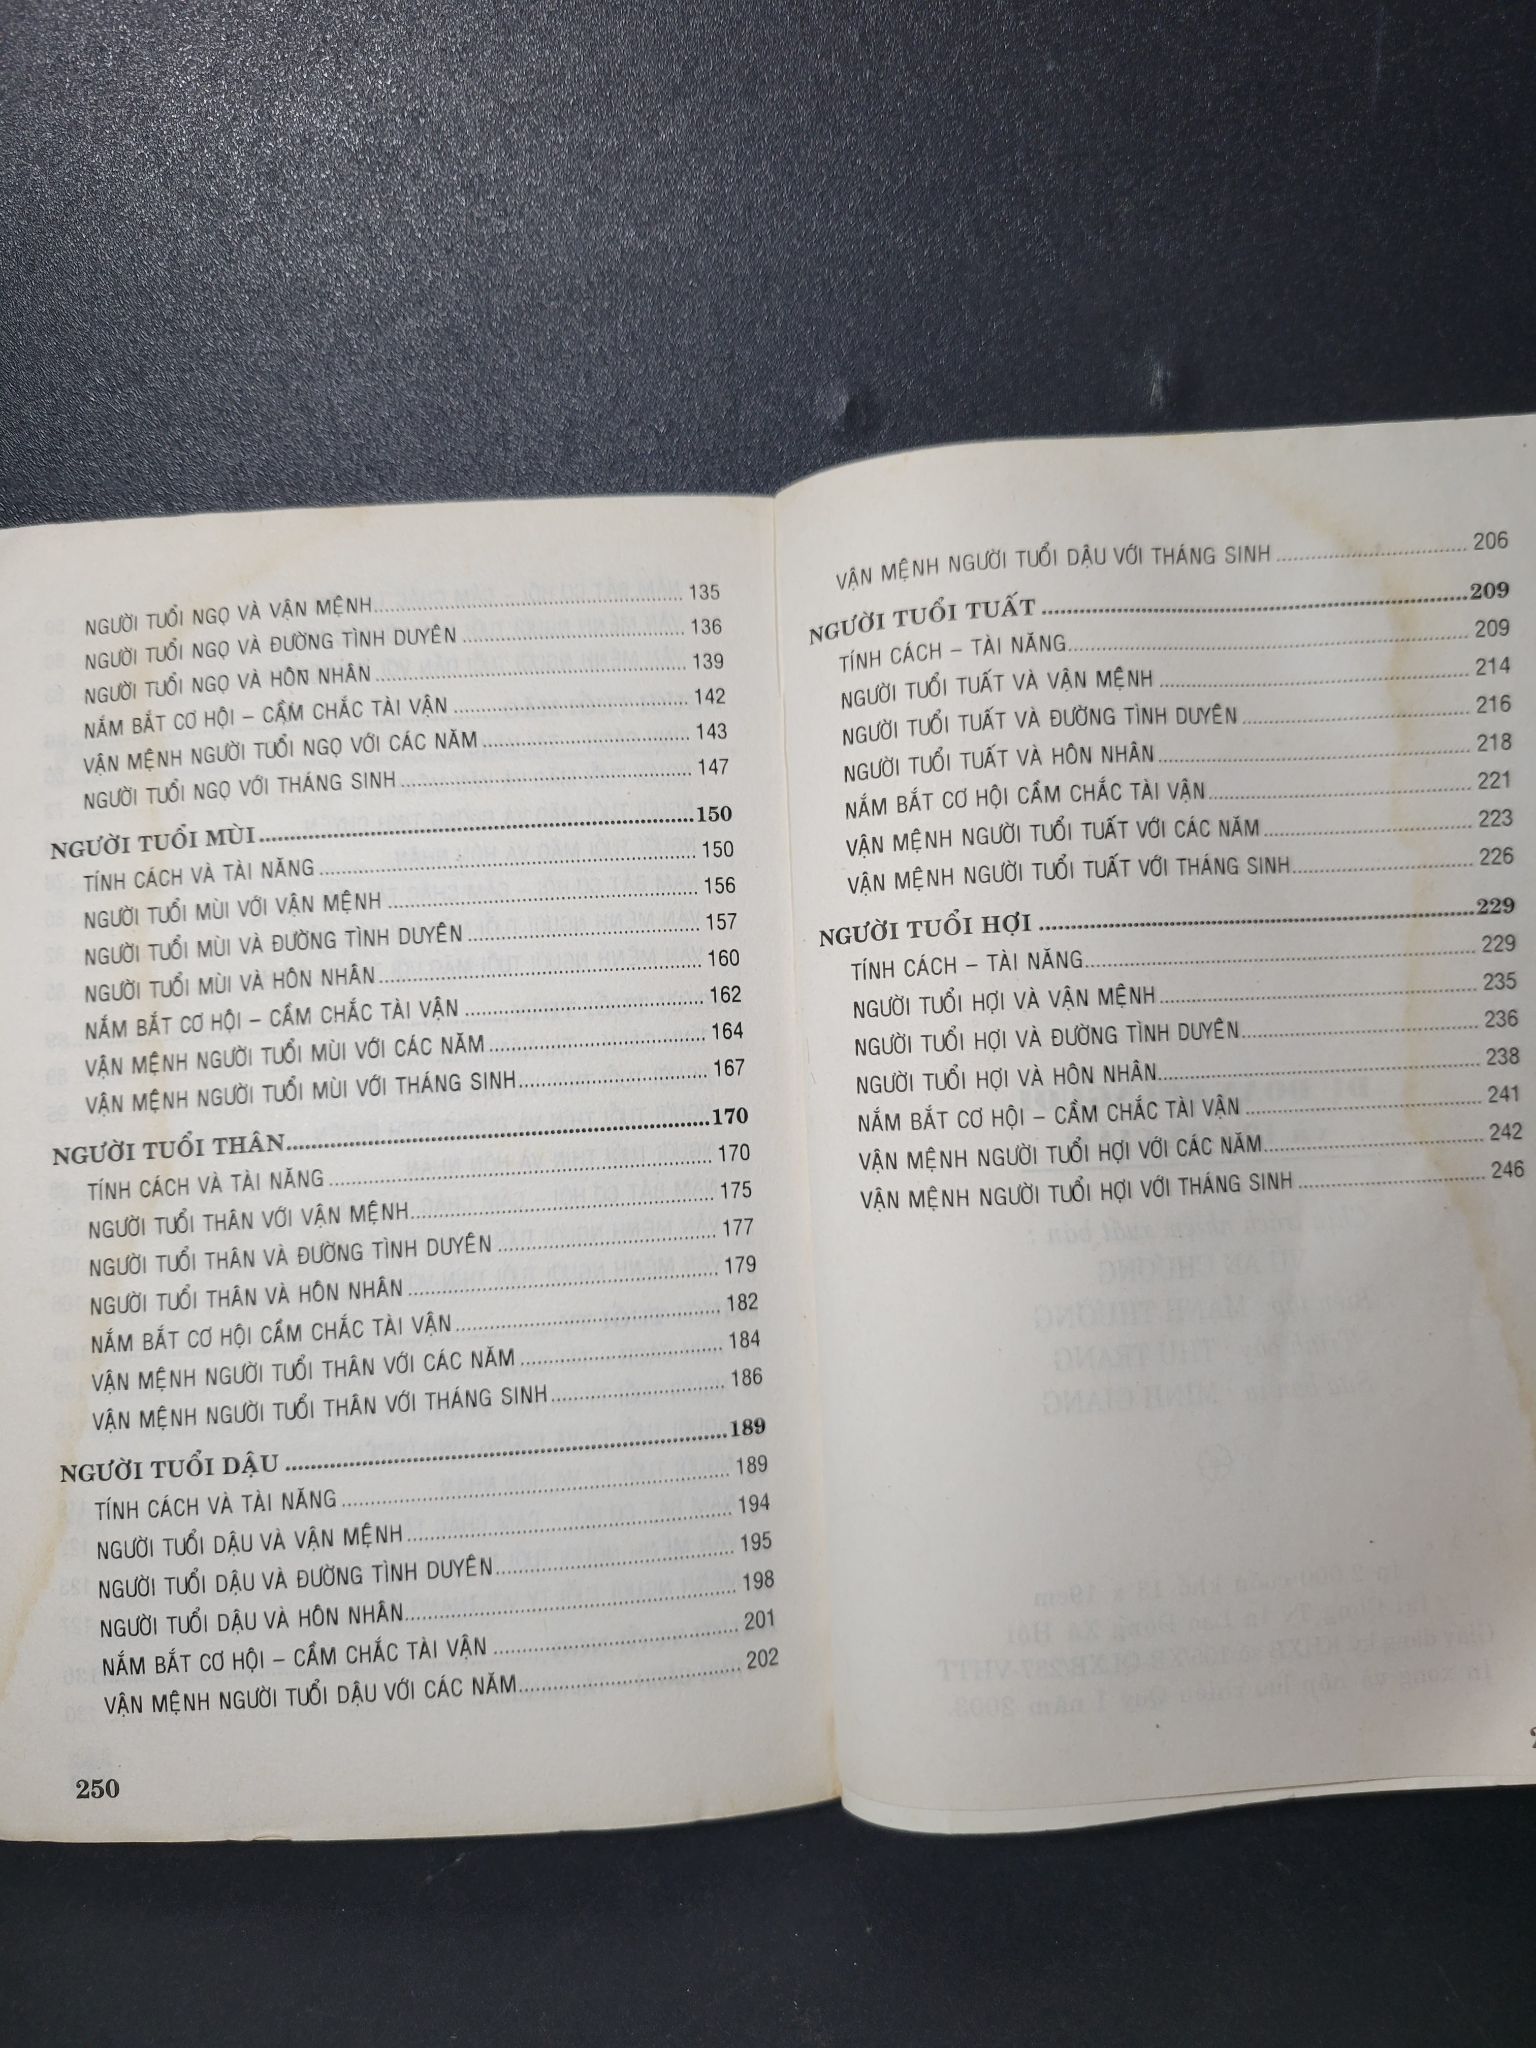 NGƯỜI TUỔI NGỌ VÀ VẬN MỆNH.......... 135
NGƯỜI TUỔI NGỌ VÀ ĐƯỜNG TÌNH DUYÊN .......... 136
NGƯỜI TUỔI NGỌ VÀ HÔN NHÂN .......... 139
NẮM BẮT CƠ HỘI – CẦM CHẮC TÀI VẬN .......... 142
VẬN MỆNH NGƯỜI TUỔI NGỌ VỚI CÁC NĂM .......... 143
NGƯỜI TUỔI NGỌ VỚI THÁNG SINH .......... 147
NGƯỜI TUỔI MÙI..........150
TÍNH CÁCH VÀ TÀI NĂNG .......... 150
NGƯỜI TUỔI MÙI VỚI VẬN MỆNH .......... 156
NGƯỜI TUỔI MÙI VÀ ĐƯỜNG TÌNH DUYÊN .......... 157
NGƯỜI TUỔI MÙI VÀ HÔN NHÂN .......... 160
NẮM BẮT CƠ HỘI – CẦM CHẮC TÀI VẬN .......... 162
VẬN MỆNH NGƯỜI TUỔI MÙI VỚI CÁC NĂM .......... 164
VẬN MỆNH NGƯỜI TUỔI MÙI VỚI THÁNG SINH.......... 167
NGƯỜI TUỔI THÂN..........170
TÍNH CÁCH VÀ TÀI NĂNG .......... 170
NGƯỜI TUỔI THÂN VỚI VẬN MỆNH.......... 175
NGƯỜI TUỔI THÂN VÀ ĐƯỜNG TÌNH DUYÊN .......... 177
NGƯỜI TUỔI THÂN VÀ HÔN NHÂN .......... 179
NẮM BẮT CƠ HỘI CẦM CHẮC TÀI VẬN.......... 182
VẬN MỆNH NGƯỜI TUỔI THÂN VỚI CÁC NĂM .......... 184
VẬN MỆNH NGƯỜI TUỔI THÂN VỚI THÁNG SINH.......... 186
NGƯỜI TUỔI DẬU ..........189
TÍNH CÁCH VÀ TÀI NĂNG .......... 189
NGƯỜI TUỔI DẬU VÀ VẬN MỆNH .......... 194
NGƯỜI TUỔI DẬU VÀ ĐƯỜNG TÌNH DUYÊN.......... 195
NGƯỜI TUỔI DẬU VÀ HÔN NHÂN.......... 198
NẮM BẮT CƠ HỘI – CẦM CHẮC TÀI VẬN .......... 201
VẬN MỆNH NGƯỜI TUỔI DẬU VỚI CÁC NĂM.......... 202
250
VẬN MỆNH NGƯỜI TUỔI DẬU VỚI THÁNG SINH .......... 206
NGƯỜI TUỔI TUẤT ..........209
TÍNH CÁCH – TÀI NĂNG.......... 209
NGƯỜI TUỔI TUẤT VÀ VẬN MỆNH .......... 214
NGƯỜI TUỔI TUẤT VÀ ĐƯỜNG TÌNH DUYÊN .......... 216
NGƯỜI TUỔI TUẤT VÀ HÔN NHÂN .......... 218
NẮM BẮT CƠ HỘI CẦM CHẮC TÀI VẬN.......... 221
VẬN MỆNH NGƯỜI TUỔI TUẤT VỚI CÁC NĂM .......... 223
VẬN MỆNH NGƯỜI TUỔI TUẤT VỚI THÁNG SINH.......... 226
NGƯỜI TUỔI HỢI ..........229
TÍNH CÁCH – TÀI NĂNG.......... 229
NGƯỜI TUỔI HỢI VÀ VẬN MỆNH .......... 235
NGƯỜI TUỔI HỢI VÀ ĐƯỜNG TÌNH DUYÊN.......... 236
NGƯỜI TUỔI HỢI VÀ HÔN NHÂN.......... 238
NẮM BẮT CƠ HỘI – CẦM CHẮC TÀI VẬN .......... 241
VẬN MỆNH NGƯỜI TUỔI HỢI VỚI CÁC NĂM.......... 242
VẬN MỆNH NGƯỜI TUỔI HỢI VỚI THÁNG SINH .......... 246